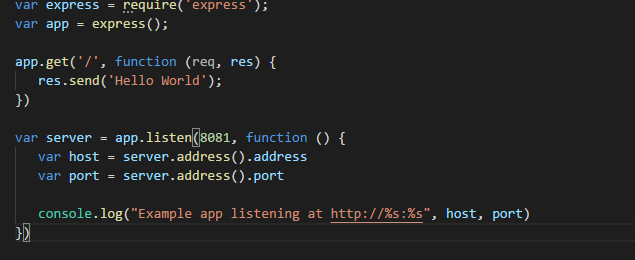 var express = require('express');
var app = express();
app.get('/', function (req, res) {
res.send('Hello World');
})
var server = app.listen(8081, function () {
var host = server.address().address
var port = server.address().port
console.log("Example app listening at http://%s:%s", host, port)
})